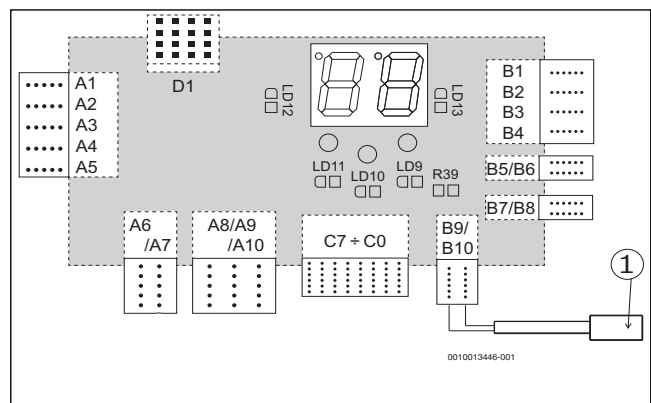 D1
A1
A2
A3
A4
A5
LD12
LD13
B1
B2
B3
B4
LD11
LD10
LD9
R39
B5/B6
B7/B8
A6
/A7
A8/A9
/A10
C7 ÷ C0
B9/
B10
1
0010013446-001